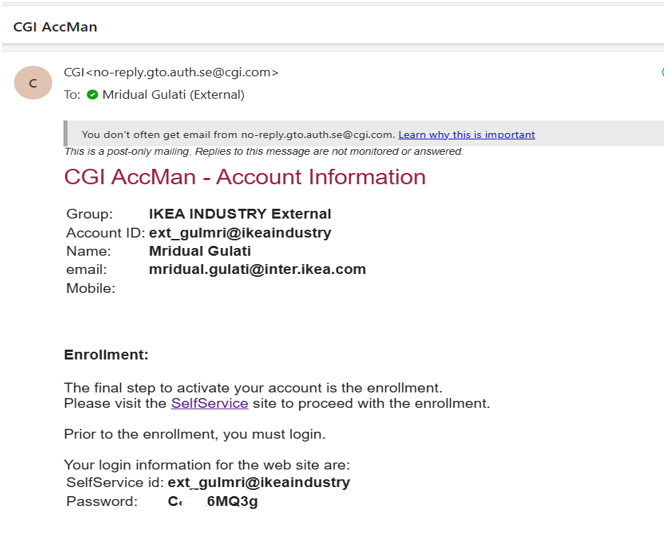 CGI AccMan
C
CGI<no-reply.gto.auth.se@cgi.com>
To: Mridual Gulati (External)
You don't often get email from no-reply.gto.auth.se@cgi.com. Learn why this is important
This is a post-only mailing. Replies to this message are not monitored or answered.
CGI AccMan - Account Information
Group: IKEA INDUSTRY External
Account ID: ext_gulmri@ikeaindustry
Name: Mridual Gulati
email: mridual.gulati@inter.ikea.com
Mobile:
Enrollment:
The final step to activate your account is the enrollment.
Please visit the SelfService site to proceed with the enrollment.
Prior to the enrollment, you must login.
Your login information for the web site are:
SelfService id: ext_gulmri@ikeaindustry
Password: